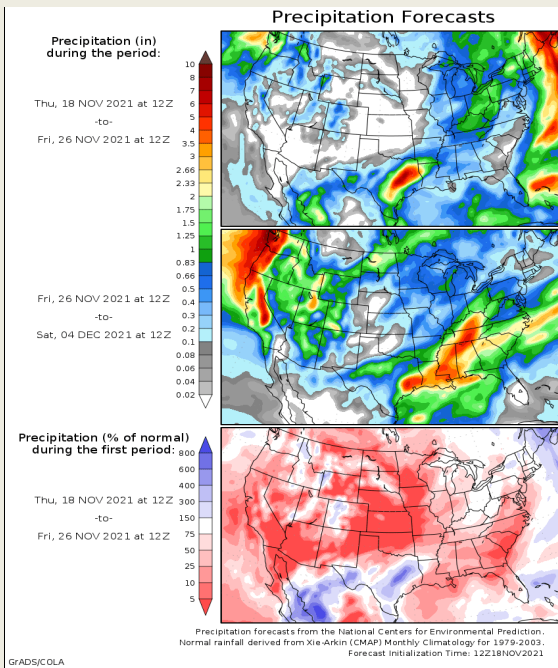 Precipitation Forecasts
Precipitation (in)
during the period:
Thu, 18 NOV 2021 at 12Z
-to-
Fri, 26 NOV 2021 at 12Z
10
8
7
6
5
4
3.5
3
2.66
2.33
2
1.75
1.5
1.25
1
0.83
0.66
0.5
0.4
0.3
0.2
0.1
0.08
0.06
0.04
0.02
Fri, 26 NOV 2021 at 12Z
-to-
Sat, 04 DEC 2021 at 12Z
Precipitation (% of normal)
during the first period:
Thu, 18 NOV 2021 at 12Z
-to-
Fri, 26 NOV 2021 at 12Z
800
600
400
300
150
75
50
25
10
5
Precipitation forecasts from the National Centers for Environmental Prediction.
Normal rainfall derived from Xie-Arkin (CMAP) Monthly Climatology for 1979-2003.
Forecast Initialization Time: 12Z18NOV2021
GrADS/COLA